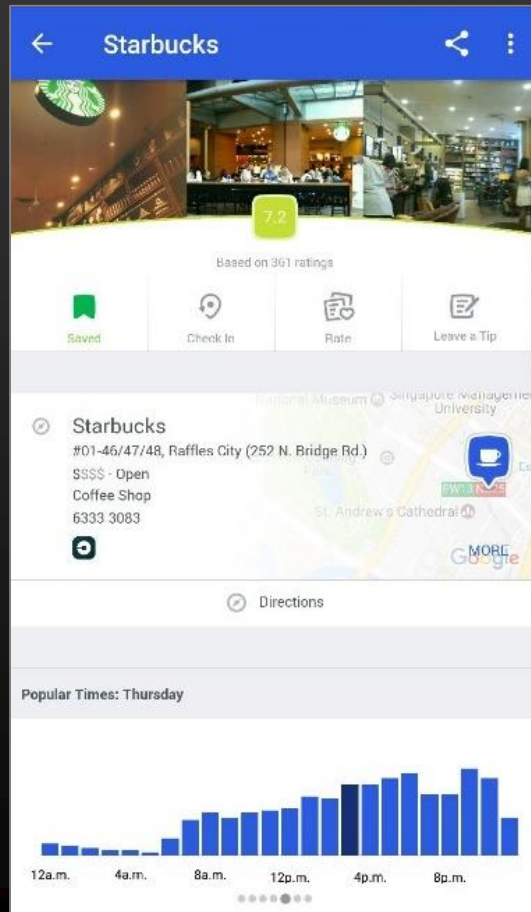 Starbucks
7.2
Based on 361 ratings
Saved
Check In
Rate
Leave a Tip
National Museum
Singapore Management
University
Starbucks
#01-46/47/48, Raffles City (252 N. Bridge Rd.)
$$$$ · Open
Coffee Shop
6333 3083
St. Andrew's Cathedral
MORE
Google
Directions
Popular Times: Thursday
12a.m. 4a.m. 8a.m. 12p.m. 4p.m. 8p.m.